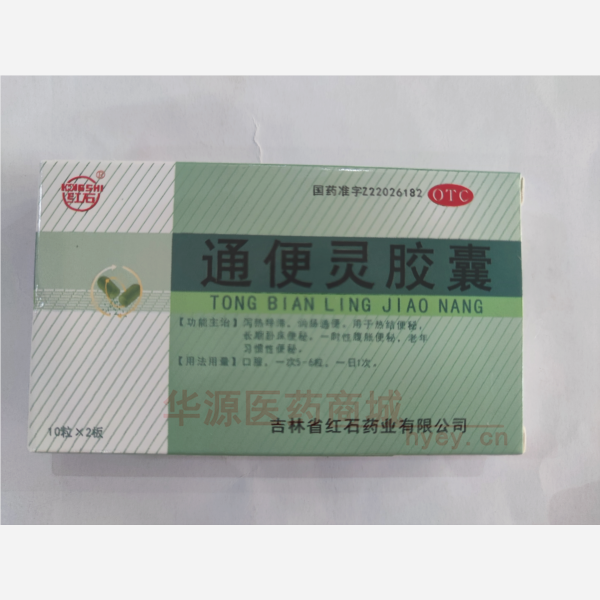 HONGSHI
红石
国药准字Z22026182
OTC
通便灵胶囊
TONG BIAN LING JIAO NANG
【功能主治】泻热导滞，润肠通便。用于热结便秘，
长期卧床便秘，一时性腹胀便秘，老年
习惯性便秘。
【用法用量】口服，一次5-6粒，一日1次。
华源医药商城
hyey.cn
10粒×2板
吉林省红石药业有限公司